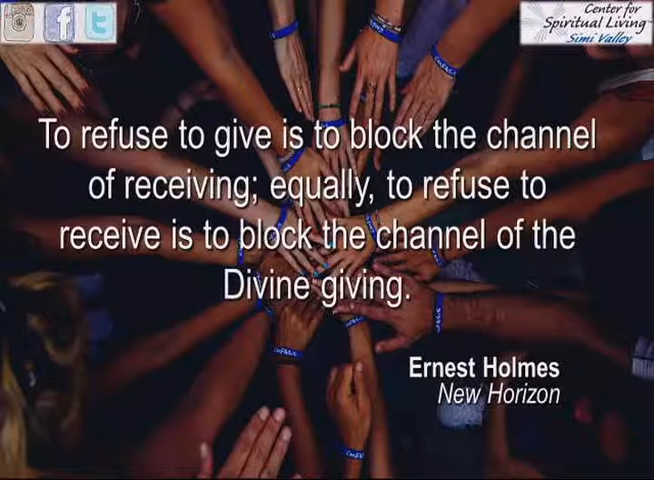 Center for
Spiritual Living
Simi Valley
To refuse to give is to block the channel
of receiving; equally, to refuse to
receive is to block the channel of the
Divine giving.
Ernest Holmes
New Horizon